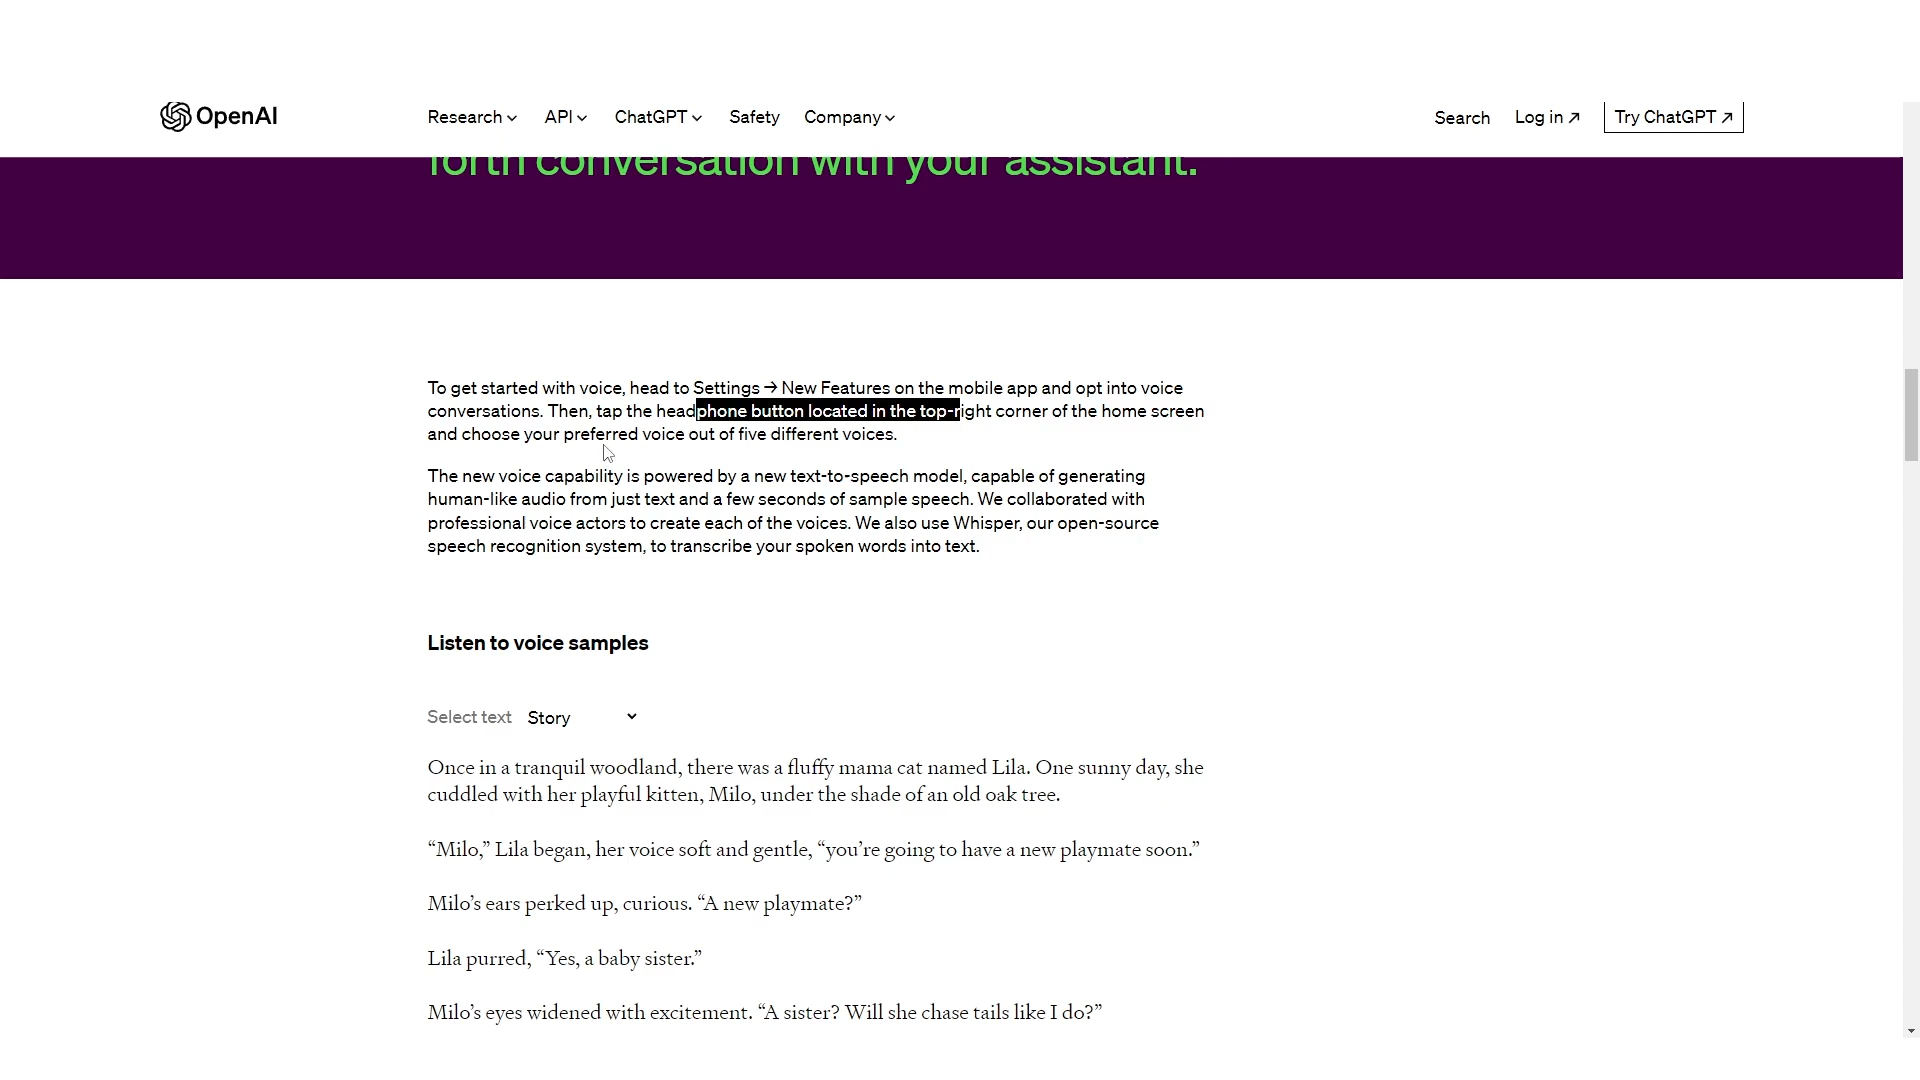 OpenAI
Research
API
ChatGPT
Safety
Company
Search
Log in ↗
Try ChatGPT ↗
forth conversation with your assistant.
To get started with voice, head to Settings → New Features on the mobile app and opt into voice
conversations. Then, tap the headphone button located in the top-right corner of the home screen
and choose your preferred voice out of five different voices.
The new voice capability is powered by a new text-to-speech model, capable of generating
human-like audio from just text and a few seconds of sample speech. We collaborated with
professional voice actors to create each of the voices. We also use Whisper, our open-source
speech recognition system, to transcribe your spoken words into text.
Listen to voice samples
Select text Story
Once in a tranquil woodland, there was a fluffy mama cat named Lila. One sunny day, she
cuddled with her playful kitten, Milo, under the shade of an old oak tree.
“Milo,” Lila began, her voice soft and gentle, “you’re going to have a new playmate soon.”
Milo’s ears perked up, curious. “A new playmate?”
Lila purred, “Yes, a baby sister.”
Milo’s eyes widened with excitement. “A sister? Will she chase tails like I do?”